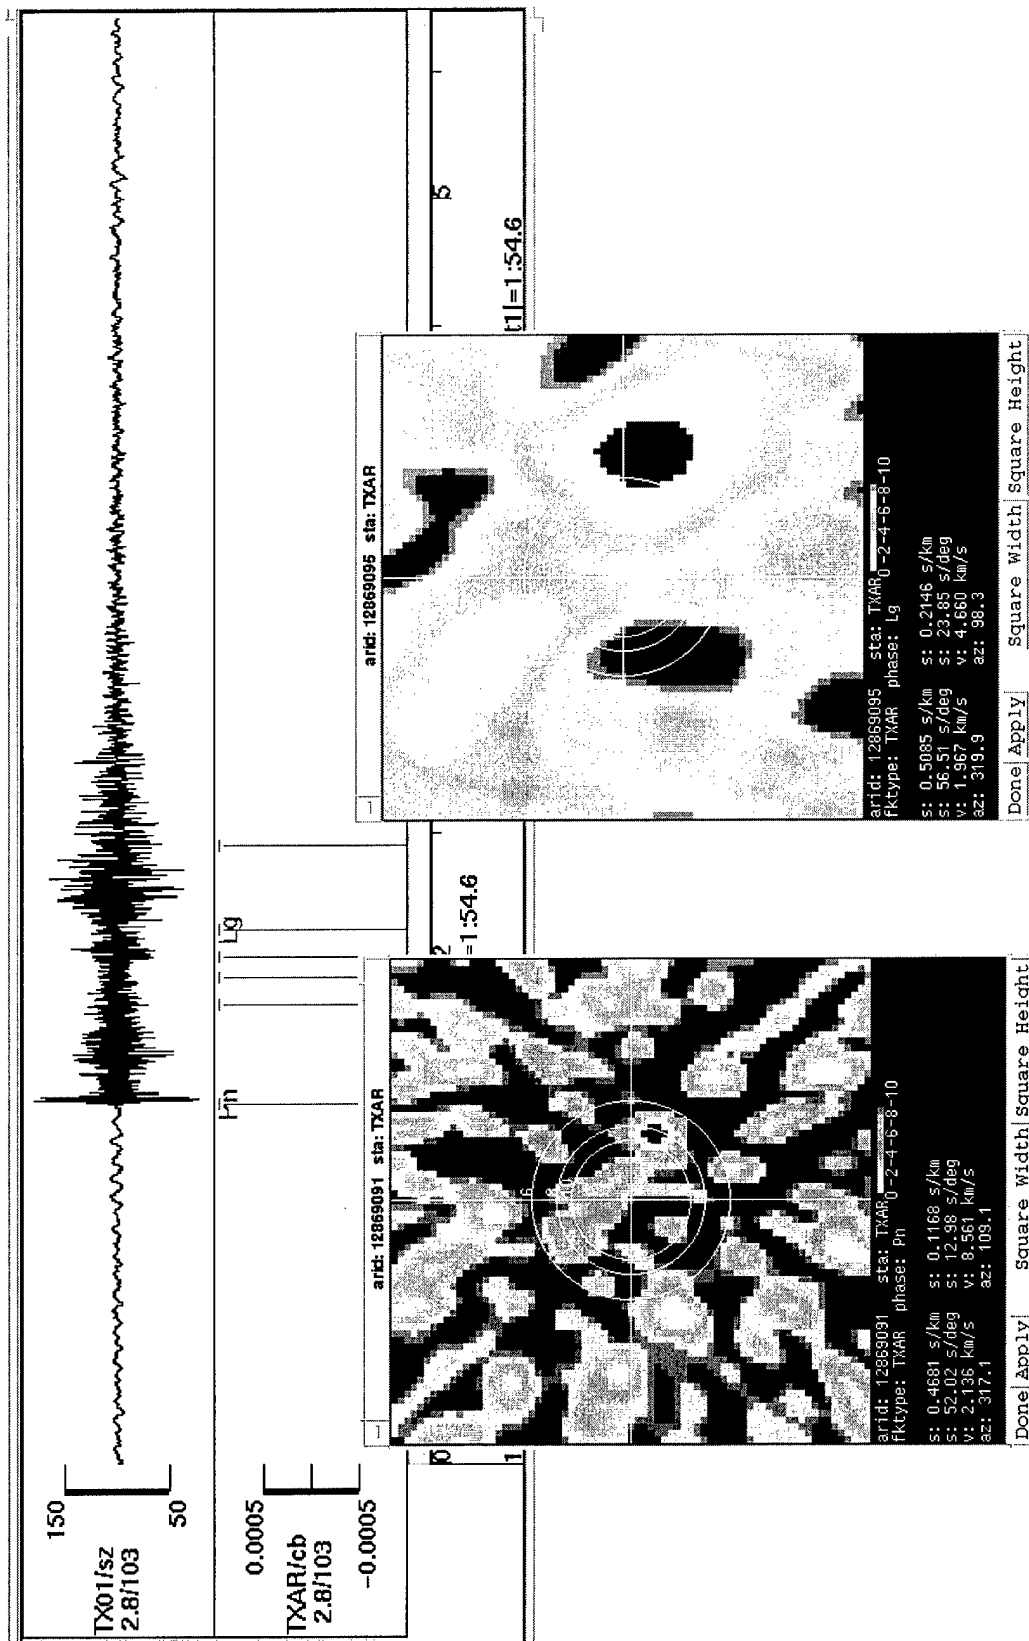 150
50
TX01/sz
2.8/103
0.0005
-0.0005
TXAR/cb
2.8/103
Pn
Lg
0
1
2
5
=1:54.6
t1|=1:54.6
arid: 12869091 sta: TXAR
arid: 12869091 sta: TXAR
fktype: TXAR phase: Pn
0-2-4-6-8-10
s: 0.4681 s/km s: 0.1168 s/km
s: 52.02 s/deg s: 12.98 s/deg
v: 2.136 km/s v: 8.561 km/s
az: 317.1 az: 109.1
Done Apply Square Width Square Height
arid: 12869095 sta: TXAR
arid: 12869095 sta: TXAR
fktype: TXAR phase: Lg
0-2-4-6-8-10
s: 0.5085 s/km s: 0.2146 s/km
s: 56.51 s/deg s: 23.85 s/deg
v: 1.967 km/s v: 4.660 km/s
az: 319.9 az: 98.3
Done Apply Square Width Square Height